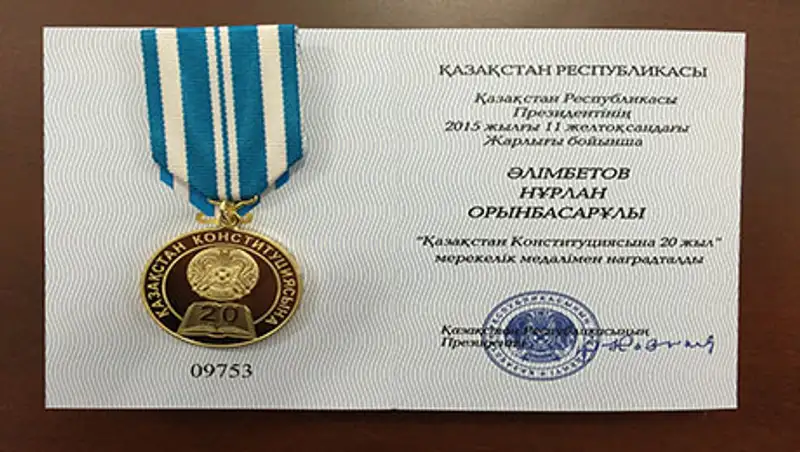 ҚАЗАҚСТАН КОНСТИТУЦИЯСЫНА
20
09753
ҚАЗАҚСТАН РЕСПУБЛИКАСЫ
Қазақстан Республикасы
Президентінің
2015 жылғы 11 желтоқсандағы
Жарлығы бойынша
ӘЛІМБЕТОВ
НҰРЛАН
ОРЫНБАСАРҰЛЫ
"Қазақстан Конституциясына 20 жыл"
мерекелік медалімен наградталды
Қазақстан Республикасының
Президенті